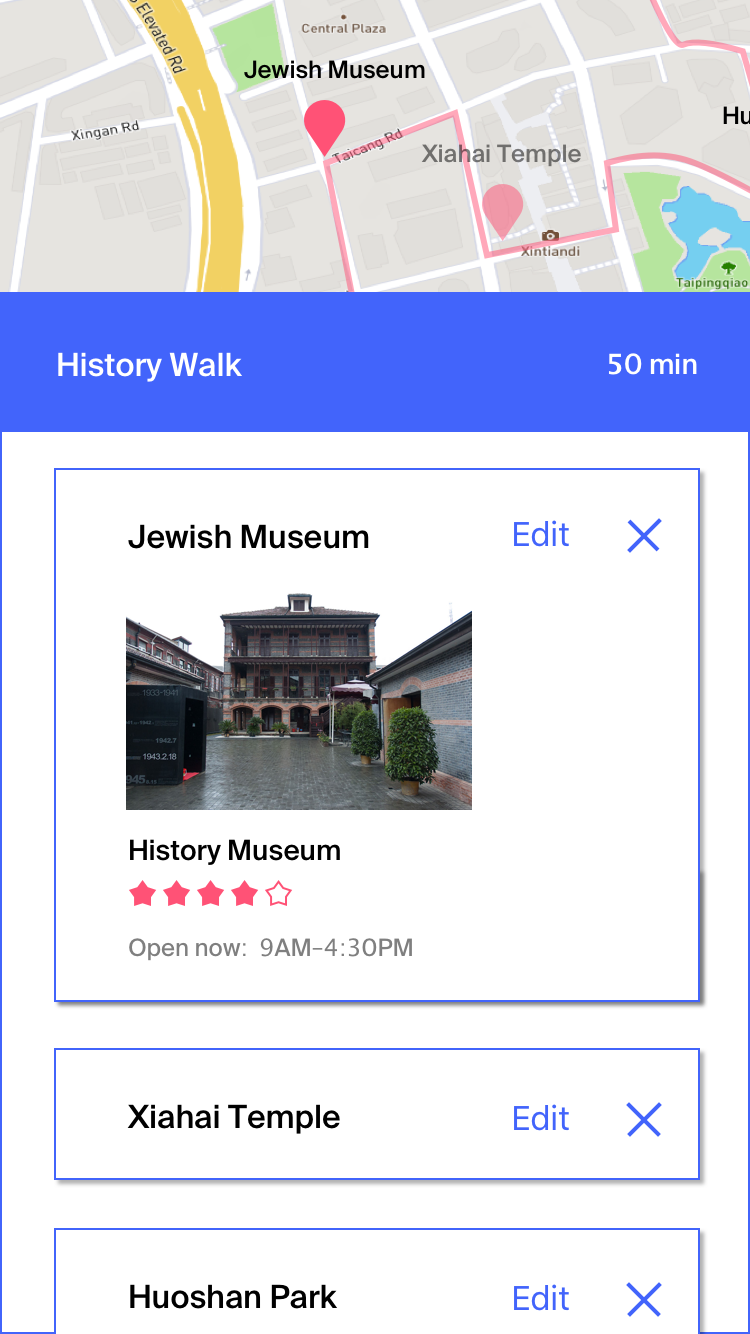 Elevated Rd
Central Plaza
Jewish Museum
Xingan Rd
Taicang Rd
Xiahai Temple
Hu
Xintiandi
Taipingqiao
History Walk
50 min
Jewish Museum
Edit
1933-1941
1942.7
1943.2.18
945
History Museum
Open now: 9AM–4:30PM
Xiahai Temple
Edit
Huoshan Park
Edit